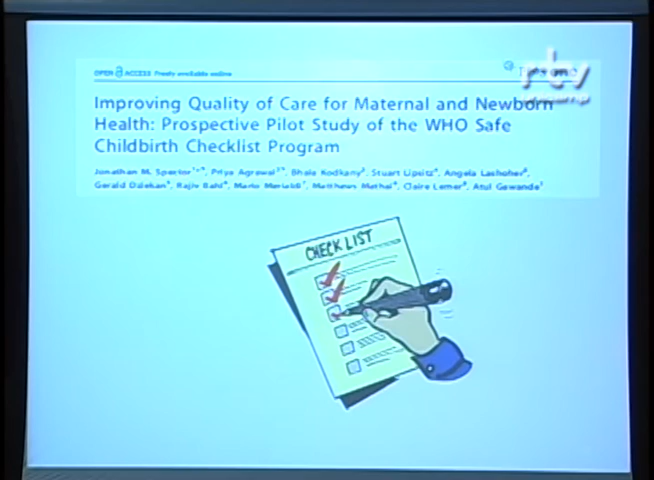 OPEN ACCESS Freely available online
rtv
Improving Quality of Care for Maternal and Newborn
Health: Prospective Pilot Study of the WHO Safe
Childbirth Checklist Program
Jonathan M. Spector, Priya Agrawal, Bhala Kodkany, Stuart Lipsitz, Angela Lashoher,
Gerald Dziekan, Rajiv Bahl, Mario Merialdi, Matthews Mathai, Claire Lemer, Atul Gawande
CHECK LIST